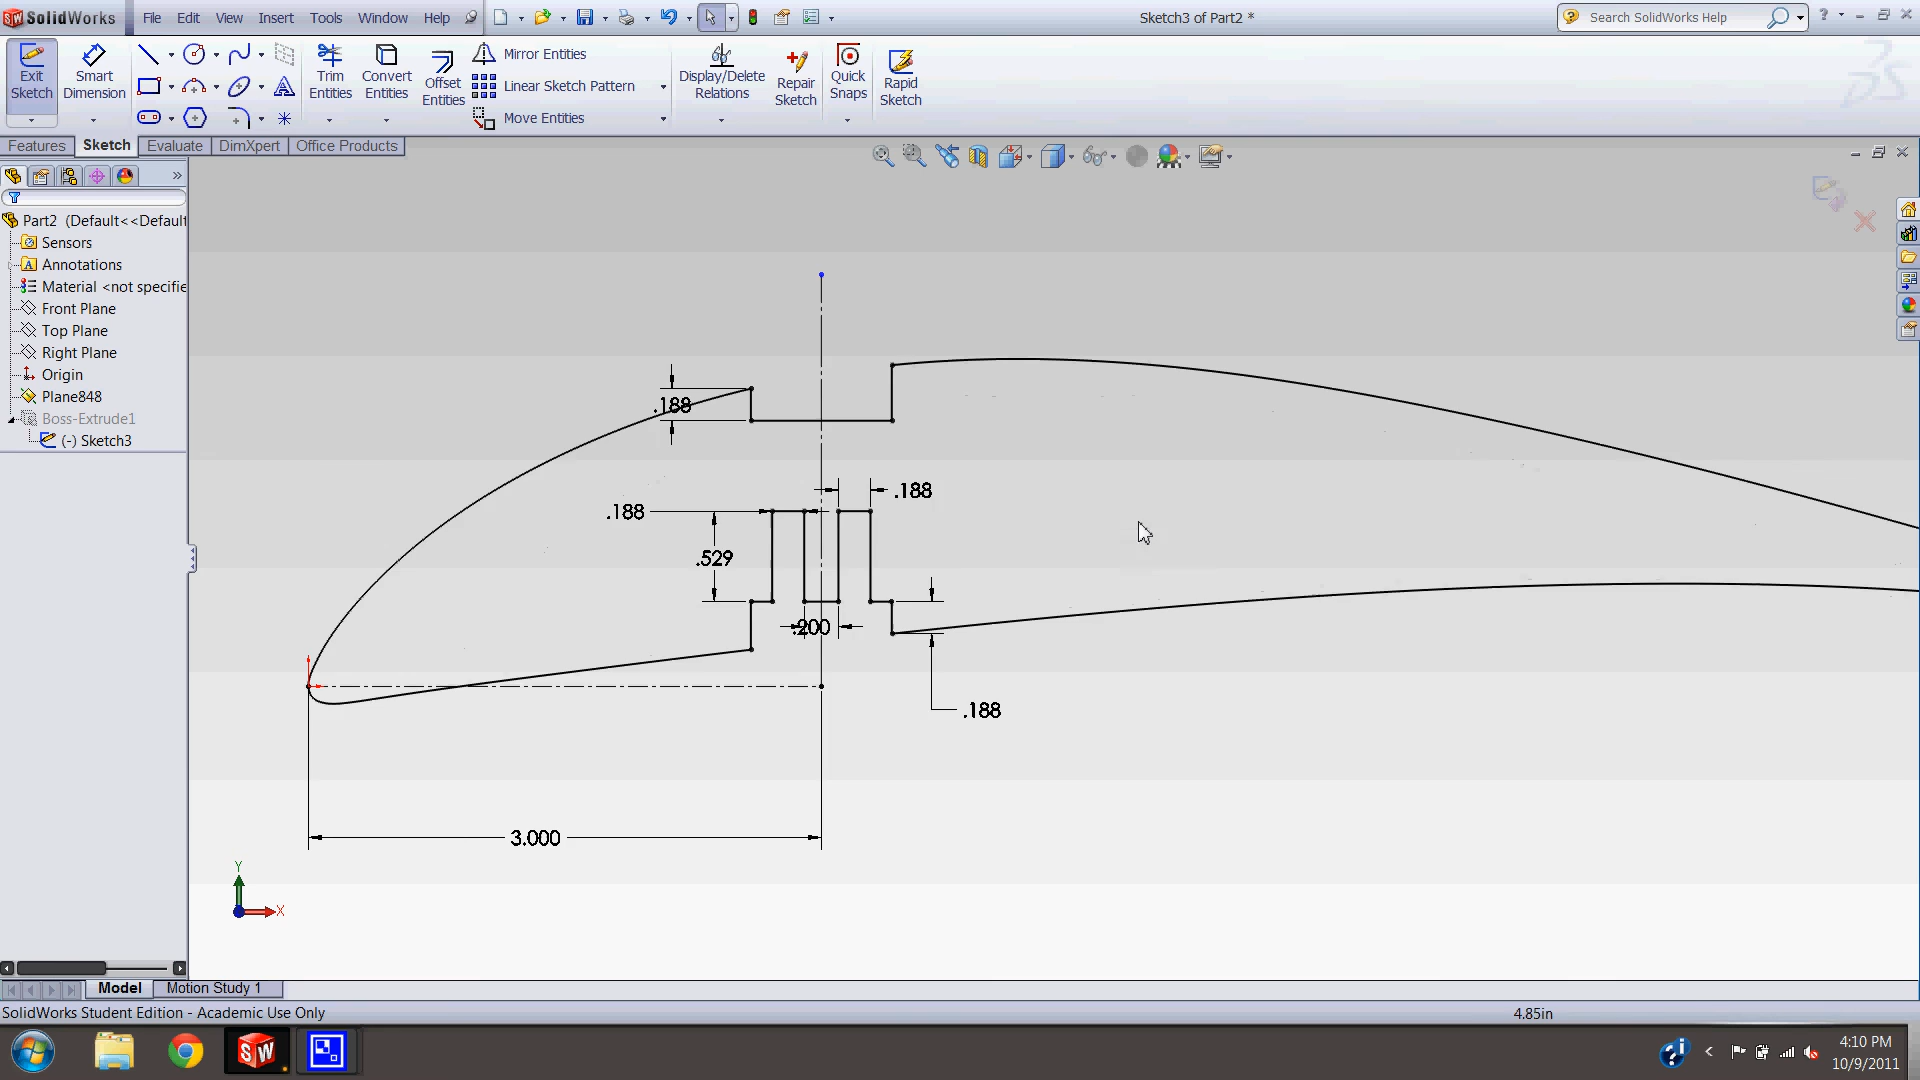 SolidWorks File Edit View Insert Tools Window Help Sketch3 of Part2 * Search SolidWorks Help ?
Exit Sketch
Smart Dimension
Trim Entities
Convert Entities
Offset Entities
Mirror Entities
Linear Sketch Pattern
Move Entities
Display/Delete Relations
Repair Sketch
Quick Snaps
Rapid Sketch
Features Sketch Evaluate DimXpert Office Products
Part2 (Default<<Default
Sensors
Annotations
Material <not specifie
Front Plane
Top Plane
Right Plane
Origin
Plane848
Boss-Extrude1
(-) Sketch3
.188
.188
.188
.529
.200
.188
3.000
Y
X
Model Motion Study 1
SolidWorks Student Edition - Academic Use Only 4.85in
SW
4:10 PM
10/9/2011